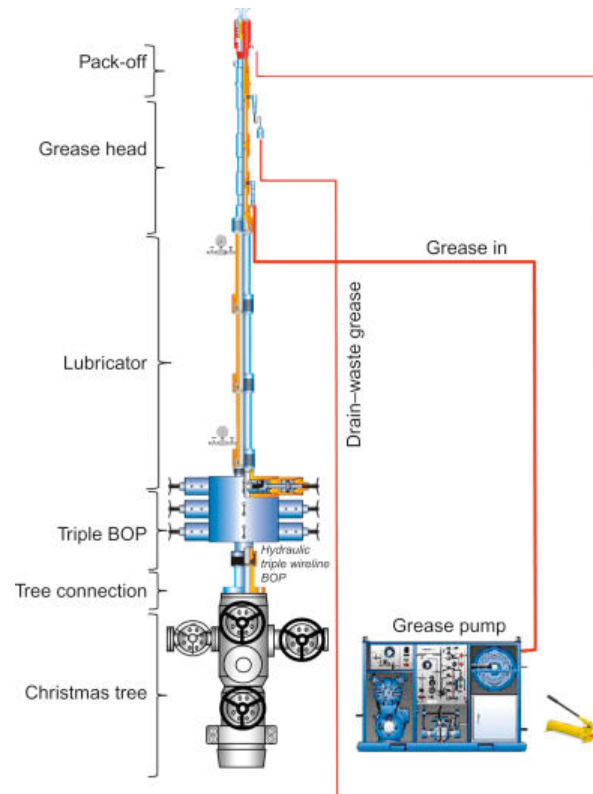 Pack-off
Grease head
Grease in
Lubricator
Drain–waste grease
Triple BOP
Hydraulic
triple wireline
BOP
Tree connection
Grease pump
Christmas tree